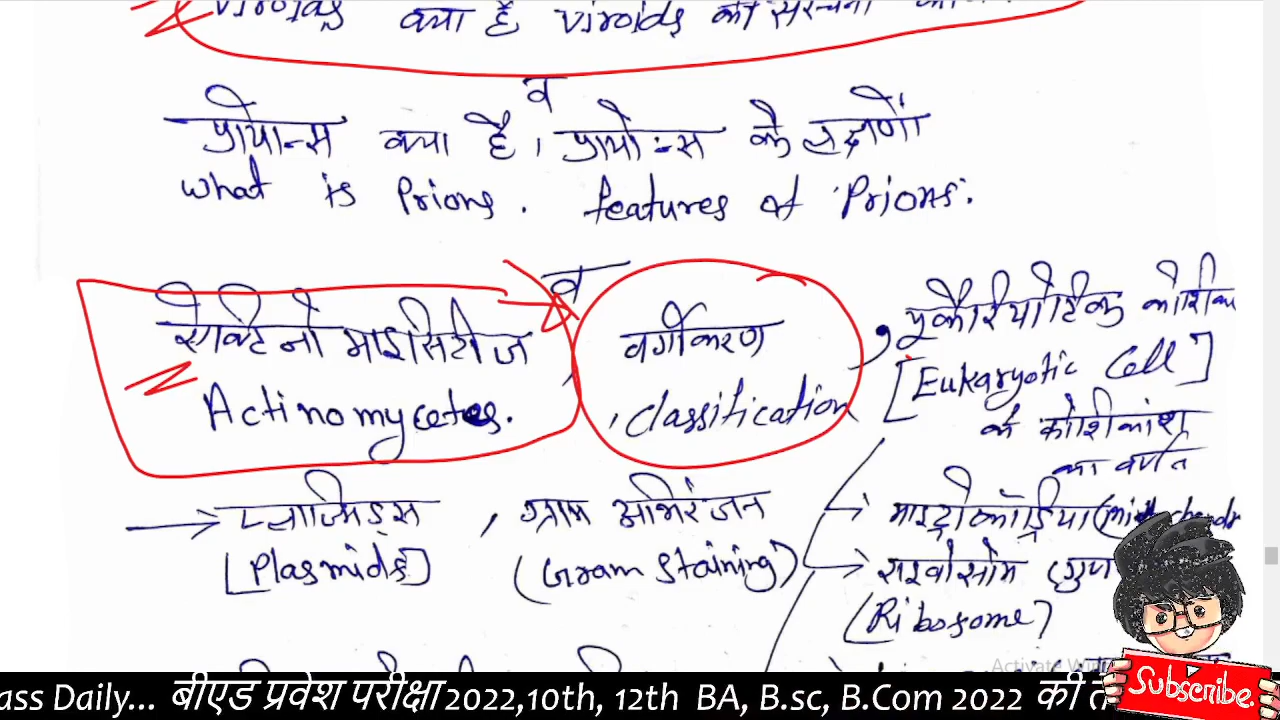 Viroids क्या है Viroids की संरचना
व
प्रायोन्स क्या है, प्रायोन्स के लक्षणों
what is Prions. features of Prions.
व
एक्टिनोमाइसिटीज वर्गीकरण, यूकैरियोटिक कोशिका
Actinomycetes. , classification [Eukaryotic Cell]
के कोशिकांश
का वर्णन
→ प्लाज्मिड्स, ग्राम अभिरंजन → माइट्रोकॉड्रिया
[Plasmids] (Gram Staining) → राइबोसोम (गुण
(Ribosome)
Activate Wi
ass Daily... बीएड प्रवेश परीक्षा 2022,10th, 12th BA, B.sc, B.Com 2022 की त
Subscribe